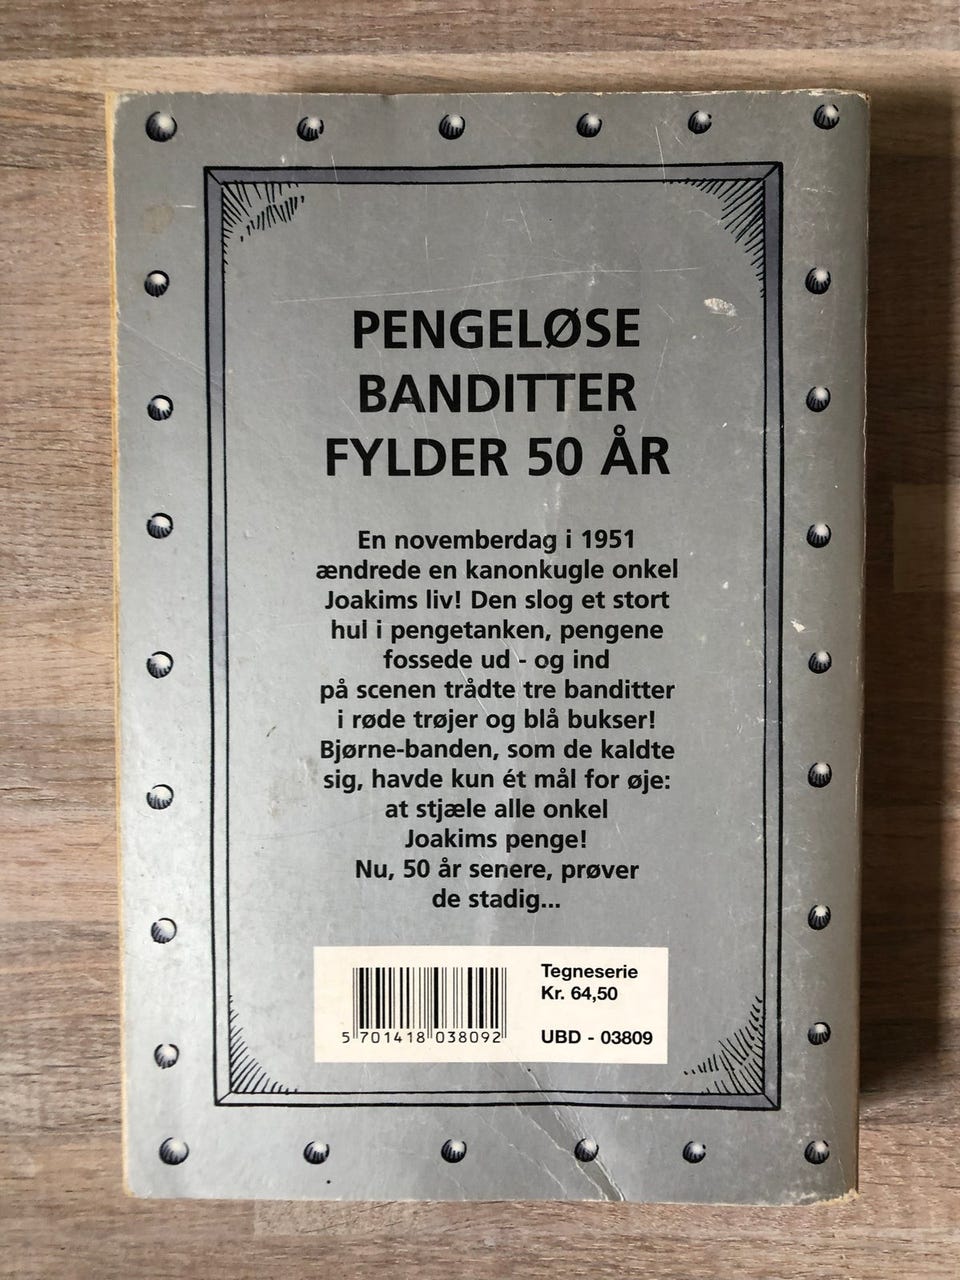 PENGELØSE
BANDITTER
FYLDER 50 ÅR
En novemberdag i 1951
ændrede en kanonkugle onkel
Joakims liv! Den slog et stort
hul i pengetanken, pengene
fossede ud - og ind
på scenen trådte tre banditter
i røde trøjer og blå bukser!
Bjørne-banden, som de kaldte
sig, havde kun ét mål for øje:
at stjæle alle onkel
Joakims penge!
Nu, 50 år senere, prøver
de stadig...
Tegneserie
Kr. 64,50
5 701418 038092
UBD - 03809